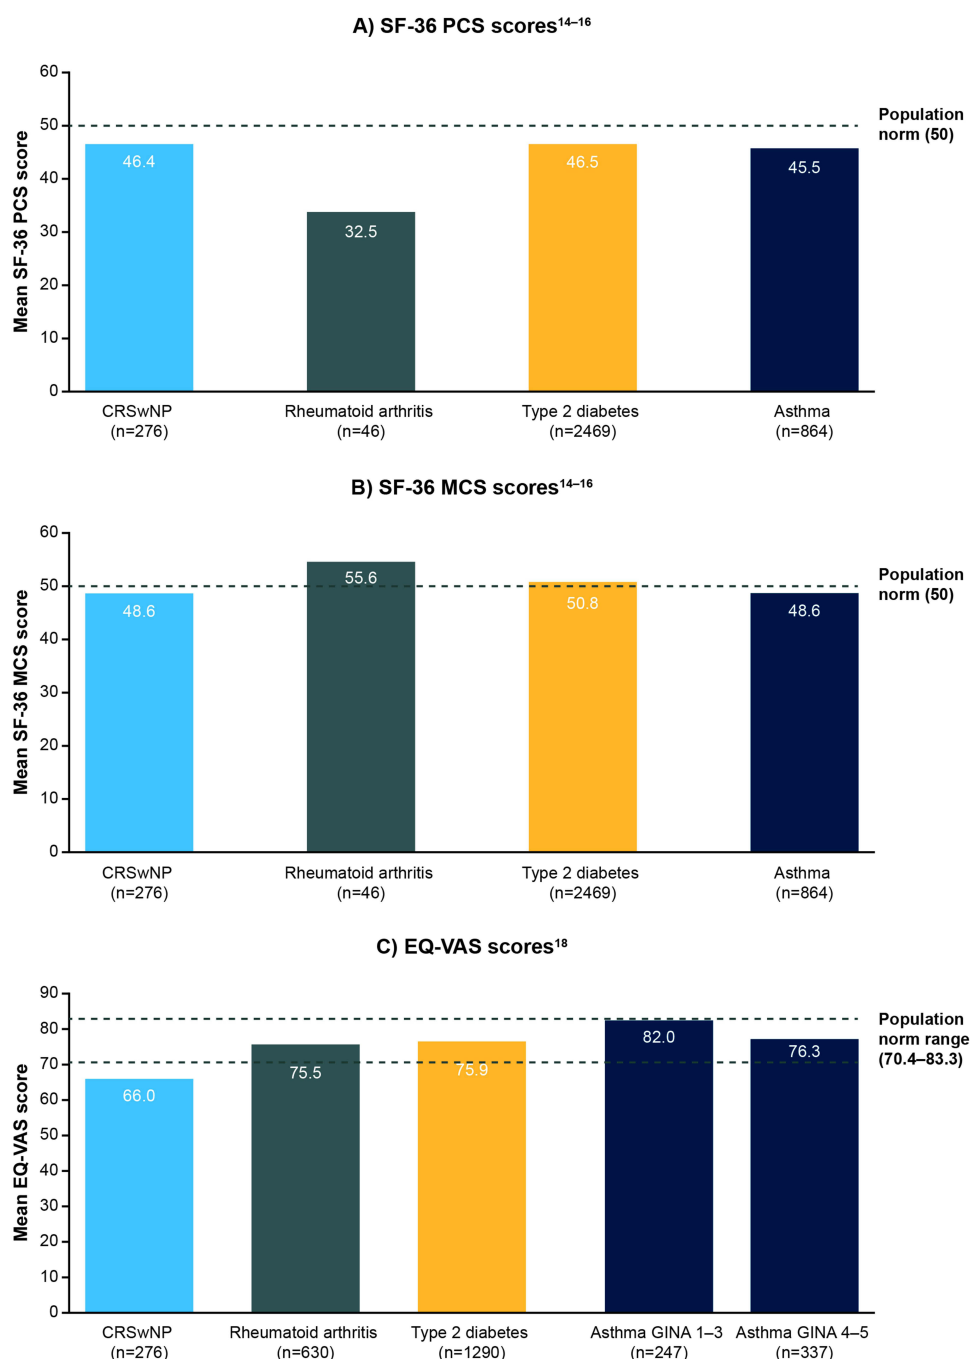 A) SF-36 PCS scores¹⁴⁻¹⁶
Mean SF-36 PCS score
60
50
40
30
20
10
0
Population
norm (50)
46.4
32.5
46.5
45.5
CRSwNP
(n=276)
Rheumatoid arthritis
(n=46)
Type 2 diabetes
(n=2469)
Asthma
(n=864)
B) SF-36 MCS scores¹⁴⁻¹⁶
Mean SF-36 MCS score
60
50
40
30
20
10
0
Population
norm (50)
48.6
55.6
50.8
48.6
CRSwNP
(n=276)
Rheumatoid arthritis
(n=46)
Type 2 diabetes
(n=2469)
Asthma
(n=864)
C) EQ-VAS scores¹⁸
Mean EQ-VAS score
90
80
70
60
50
40
30
20
10
0
Population
norm range
(70.4–83.3)
66.0
75.5
75.9
82.0
76.3
CRSwNP
(n=276)
Rheumatoid arthritis
(n=630)
Type 2 diabetes
(n=1290)
Asthma GINA 1–3
(n=247)
Asthma GINA 4–5
(n=337)